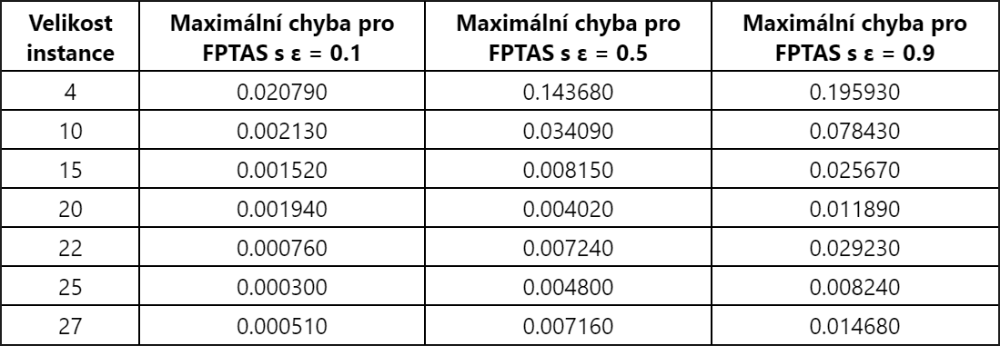 Velikost instance | Maximální chyba pro FPTAS s ε = 0.1 | Maximální chyba pro FPTAS s ε = 0.5 | Maximální chyba pro FPTAS s ε = 0.9
4 | 0.020790 | 0.143680 | 0.195930
10 | 0.002130 | 0.034090 | 0.078430
15 | 0.001520 | 0.008150 | 0.025670
20 | 0.001940 | 0.004020 | 0.011890
22 | 0.000760 | 0.007240 | 0.029230
25 | 0.000300 | 0.004800 | 0.008240
27 | 0.000510 | 0.007160 | 0.014680